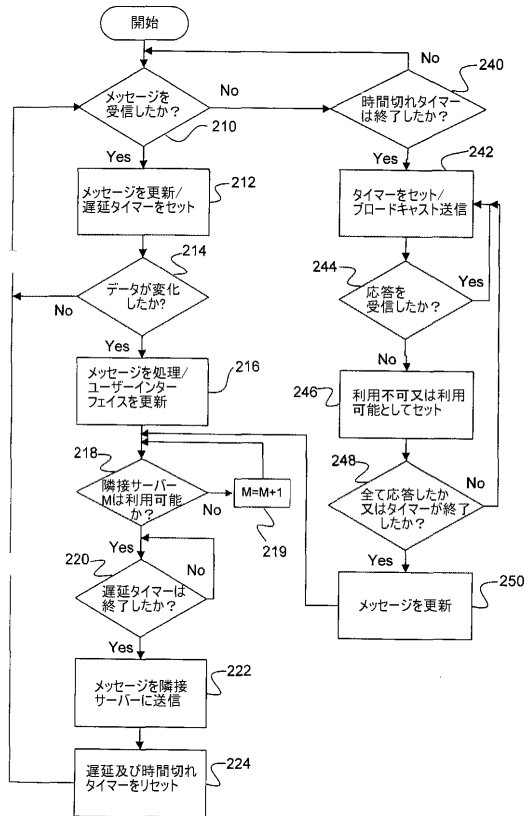 開始
メッセージを
受信したか？
210
Yes
No
メッセージを更新/
遅延タイマーをセット
212
データが変化
したか?
214
No
Yes
メッセージを処理/
ユーザーインター
フェイスを更新
216
隣接サーバー
Mは利用可能
か？
218
No
M=M+1
219
Yes
遅延タイマーは
終了したか？
220
No
Yes
メッセージを隣接
サーバーに送信
222
遅延及び時間切れ
タイマーをリセット
224
No
時間切れタイマー
は終了したか？
240
Yes
タイマーをセット/
ブロードキャスト送信
242
応答を
受信したか？
244
Yes
No
利用不可又は利用
可能としてセット
246
全て応答したか
又はタイマーが終了
したか？
248
No
Yes
メッセージを更新
250